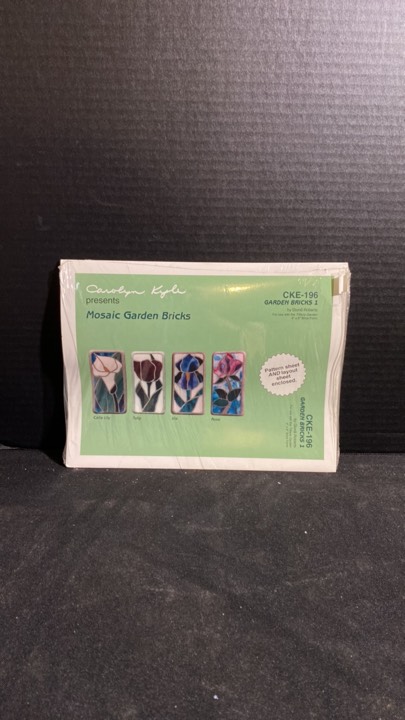 Carolyn Kyle
presents
Mosaic Garden Bricks
CKE-196
GARDEN BRICKS 1
Pattern sheet
AND layout
sheet
enclosed.
Calla Lily
Tulip
Iris
Rose
CKE-196
GARDEN BRICKS 1